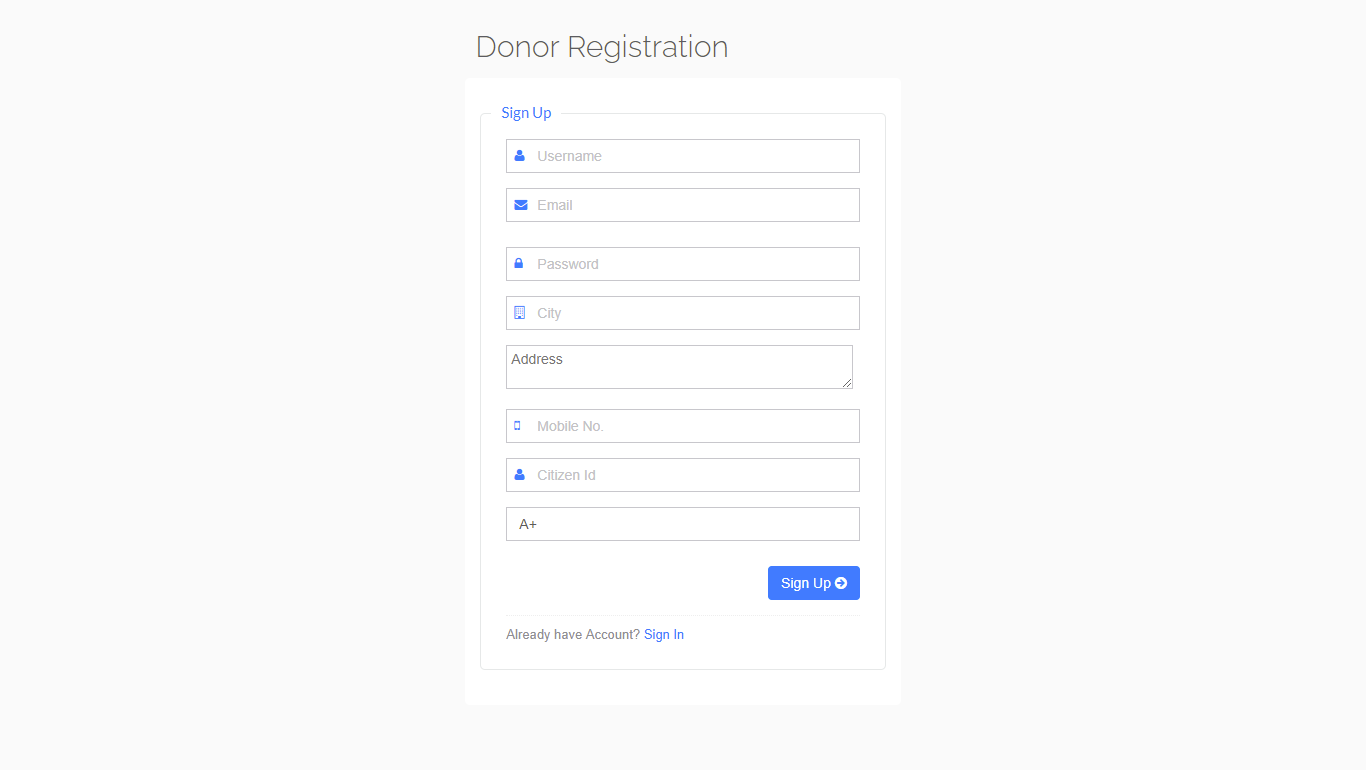 Donor Registration
Sign Up
Username
Email
Password
City
Address
Mobile No.
Citizen Id
A+
Sign Up
Already have Account? Sign In